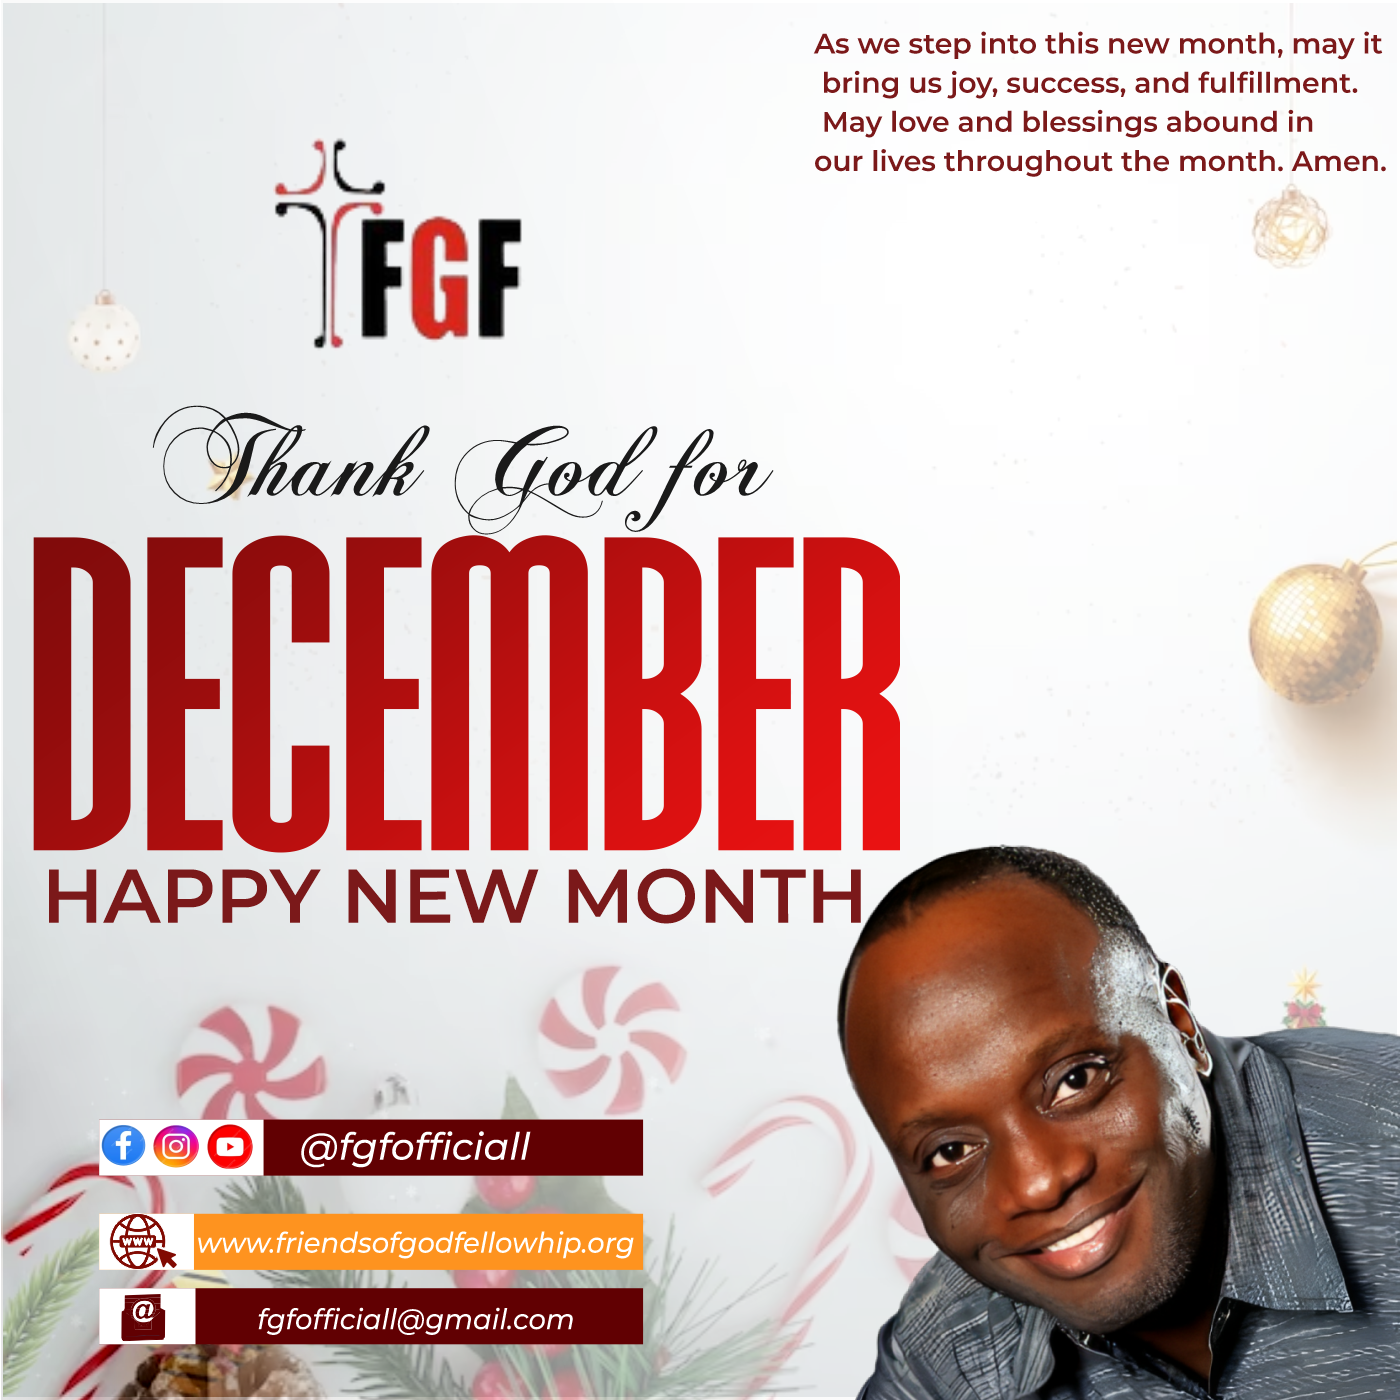 As we step into this new month, may it
bring us joy, success, and fulfillment.
May love and blessings abound in
our lives throughout the month. Amen.
FGF
Thank God for
DECEMBER
HAPPY NEW MONTH
@fgfofficiall
www
www.friendsofgodfellowhip.org
@
fgfofficiall@gmail.com